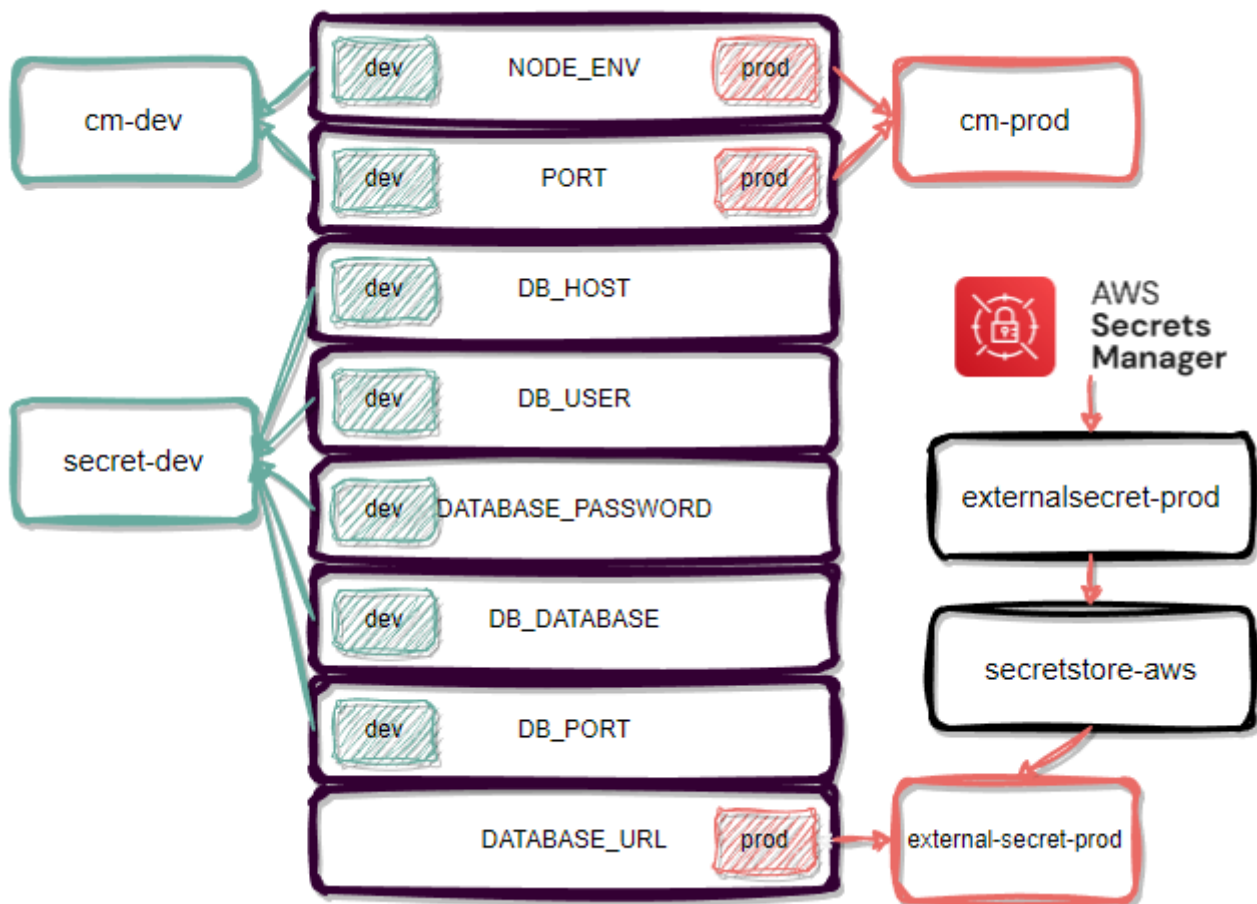 dev NODE_ENV prod
cm-dev
cm-prod
dev PORT prod
dev DB_HOST
AWS
Secrets
Manager
dev DB_USER
secret-dev
externalsecret-prod
dev DATABASE_PASSWORD
dev DB_DATABASE
secretstore-aws
dev DB_PORT
DATABASE_URL prod
external-secret-prod